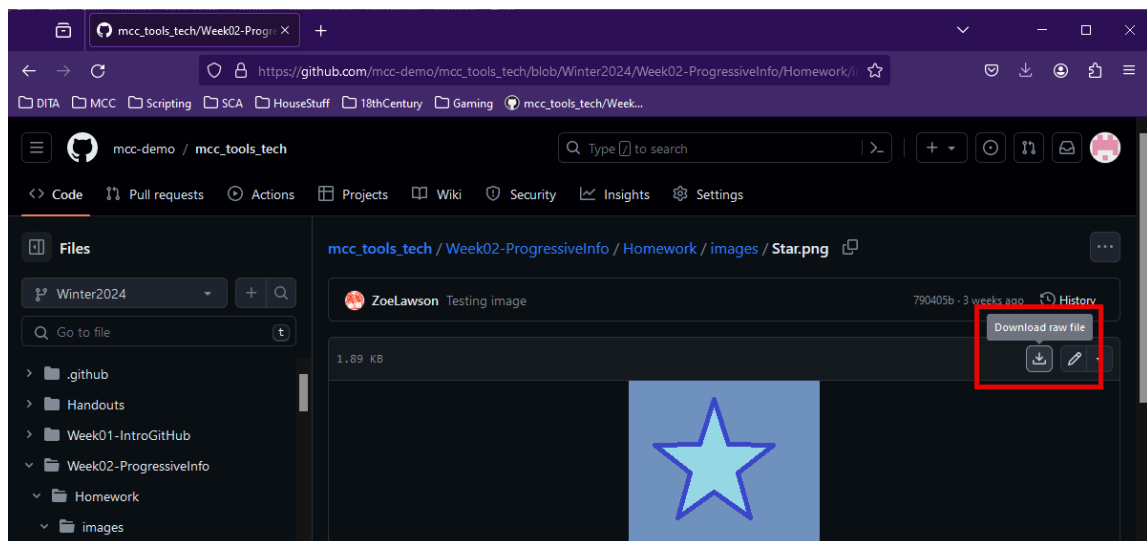 mcc_tools_tech/Week02-Progre
https://github.com/mcc-demo/mcc_tools_tech/blob/Winter2024/Week02-ProgressiveInfo/Homework/i
DITA MCC Scripting SCA HouseStuff 18thCentury Gaming mcc_tools_tech/Week...
mcc-demo / mcc_tools_tech Type / to search
Code Pull requests Actions Projects Wiki Security Insights Settings
Files
mcc_tools_tech / Week02-ProgressiveInfo / Homework / images / Star.png
Winter2024
ZoeLawson Testing image 790405b · 3 weeks ago History
Go to file t
Download raw file
1.89 KB
.github
Handouts
Week01-IntroGitHub
Week02-ProgressiveInfo
Homework
images